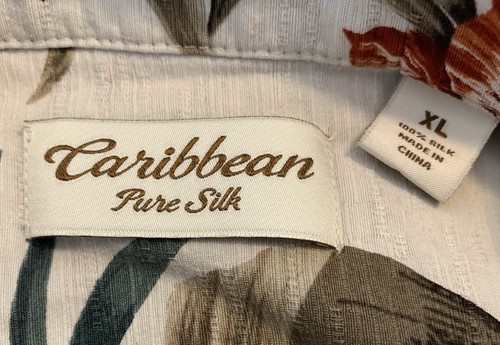 Caribbean
Pure Silk
XL
100% SILK
MADE IN
CHINA